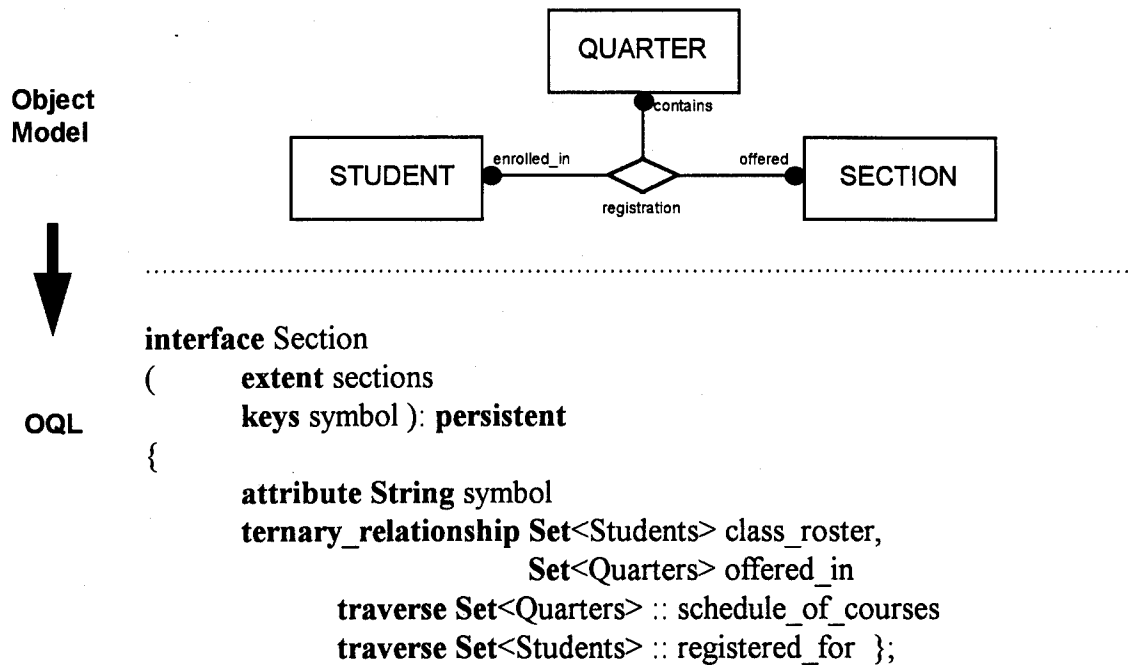 QUARTER
Object
Model
contains
STUDENT
enrolled_in
offered
SECTION
registration
interface Section
( extent sections
keys symbol ): persistent
OQL
{
attribute String symbol
ternary_relationship Set<Students> class_roster,
Set<Quarters> offered_in
traverse Set<Quarters> :: schedule_of_courses
traverse Set<Students> :: registered_for };